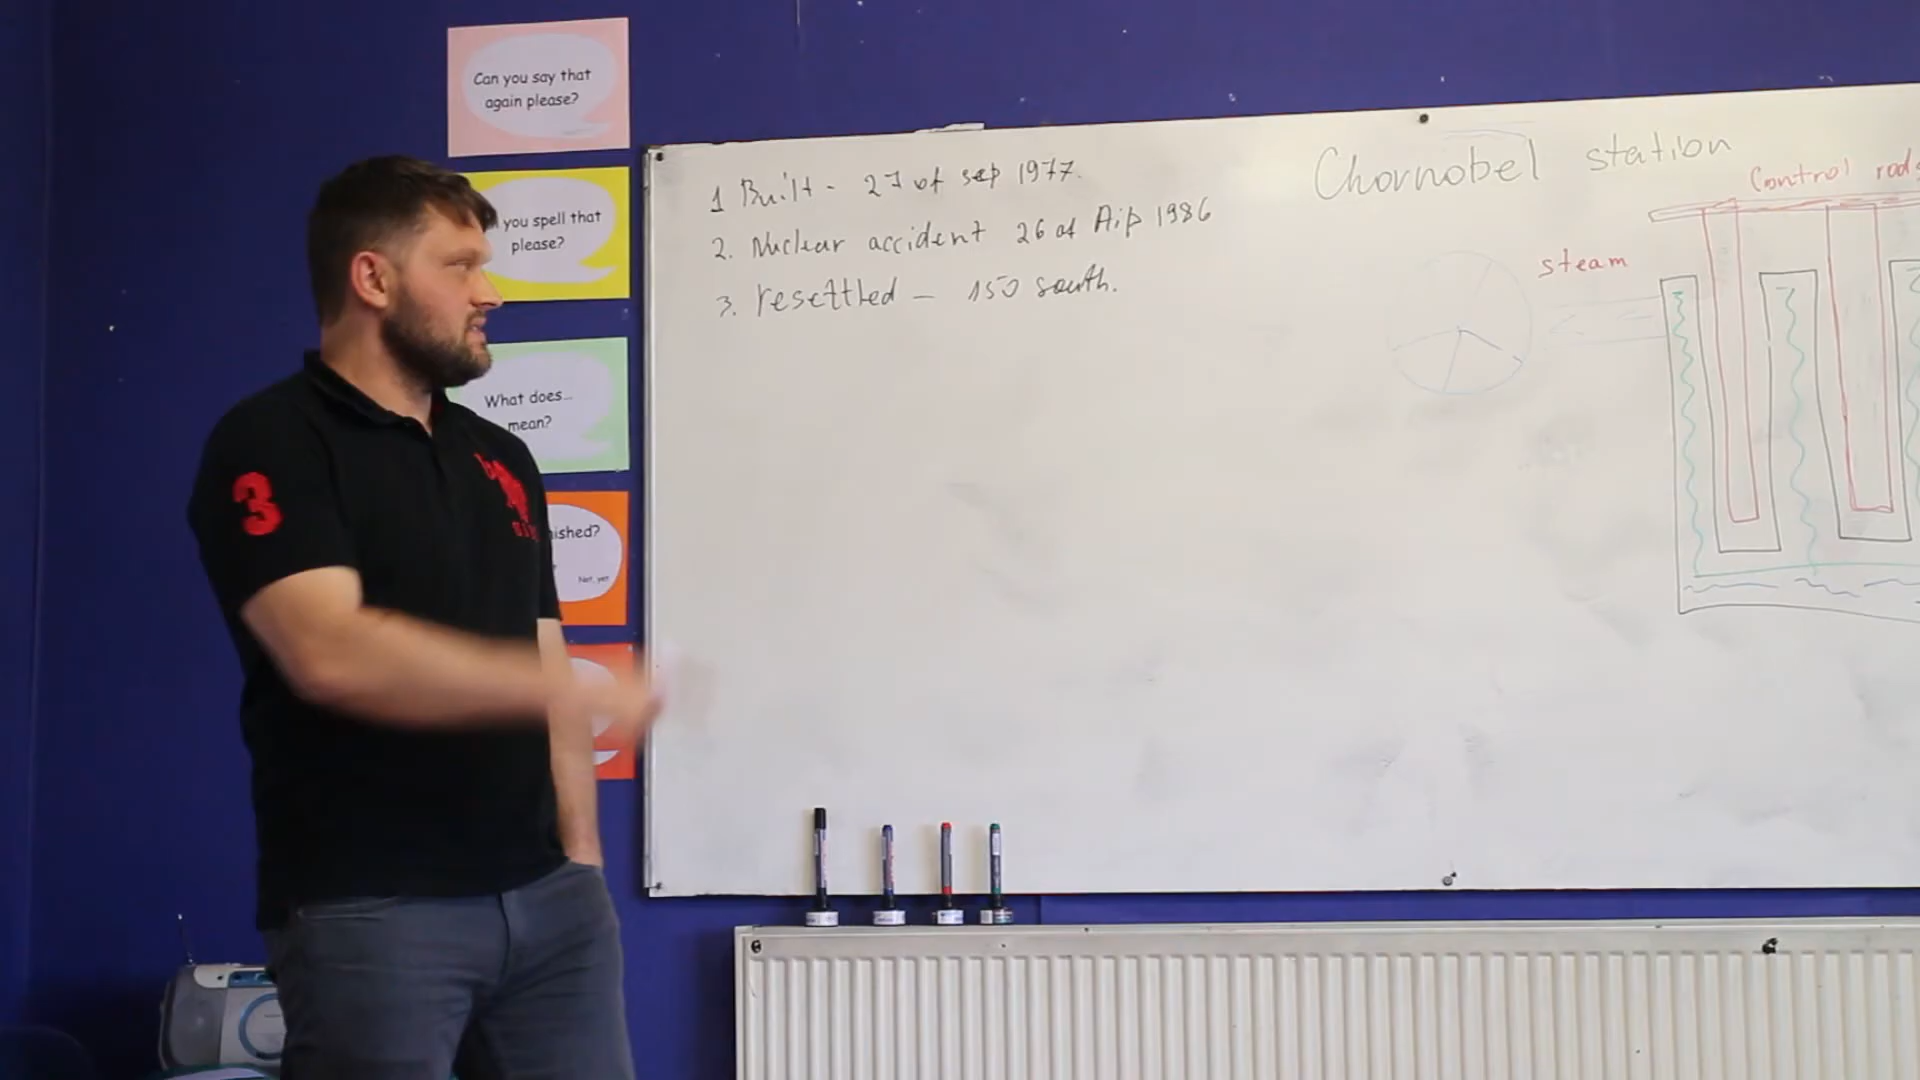 Can you say that
again please?
you spell that
please?
What does...
mean?
ished?
Not, yet
3
1 Built - 27 of sep 1977.
2. Nuclear accident 26 of Aip 1986
3. resettled - 150 south.
Chornobel station
Control rods
steam